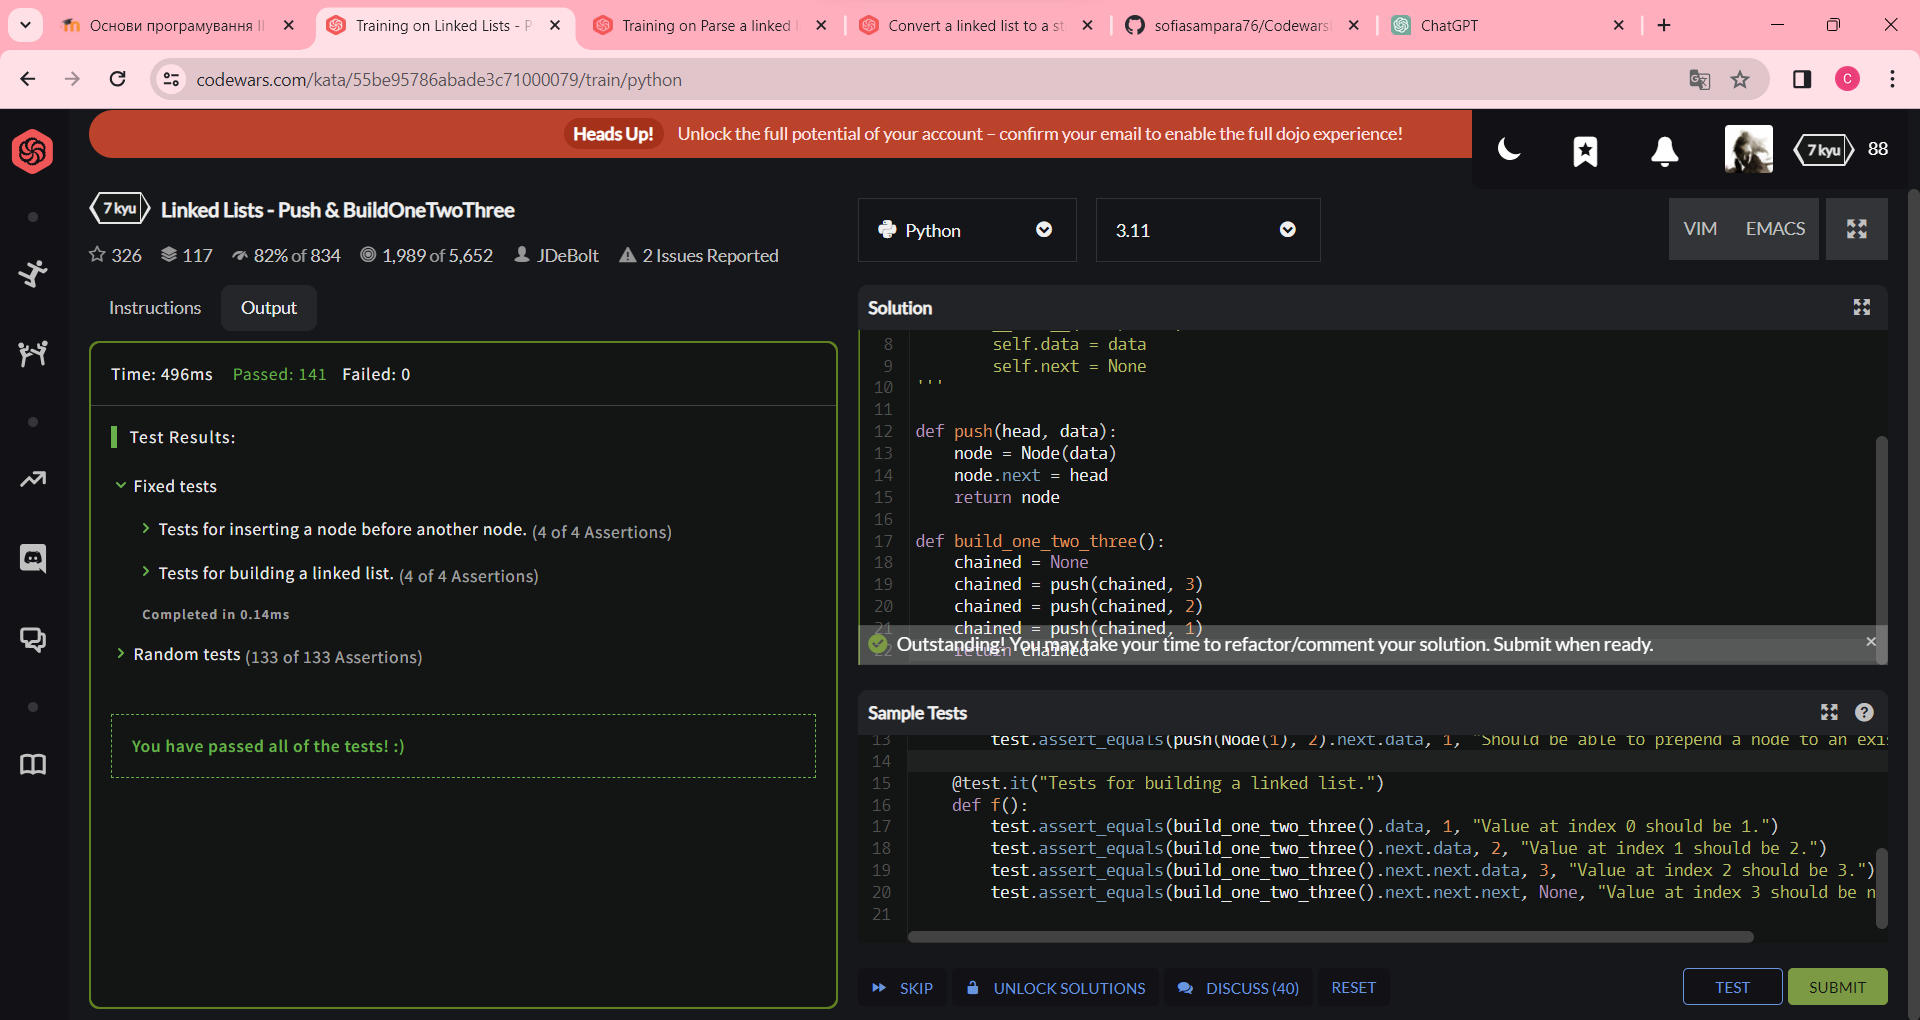 Основи програмування II
Training on Linked Lists - P
Training on Parse a linked l
Convert a linked list to a st
sofiasampara76/Codewars
ChatGPT
codewars.com/kata/55be95786abade3c71000079/train/python
C
Heads Up! Unlock the full potential of your account – confirm your email to enable the full dojo experience!
7 kyu 88
7 kyu Linked Lists - Push & BuildOneTwoThree
326 117 82% of 834 1,989 of 5,652 JDeBolt 2 Issues Reported
Python
3.11
VIM EMACS
Instructions Output
Time: 496ms Passed: 141 Failed: 0
Test Results:
Fixed tests
Tests for inserting a node before another node. (4 of 4 Assertions)
Tests for building a linked list. (4 of 4 Assertions)
Completed in 0.14ms
Random tests (133 of 133 Assertions)
You have passed all of the tests! :)
Solution
8 self.data = data
9 self.next = None
10 '''
11
12 def push(head, data):
13 node = Node(data)
14 node.next = head
15 return node
16
17 def build_one_two_three():
18 chained = None
19 chained = push(chained, 3)
20 chained = push(chained, 2)
21 chained = push(chained, 1)
22 return chained
Outstanding! You may take your time to refactor/comment your solution. Submit when ready.
Sample Tests
13 test.assert_equals(push(Node(1), 2).next.data, 1, "Should be able to prepend a node to an exi
14
15 @test.it("Tests for building a linked list.")
16 def f():
17 test.assert_equals(build_one_two_three().data, 1, "Value at index 0 should be 1.")
18 test.assert_equals(build_one_two_three().next.data, 2, "Value at index 1 should be 2.")
19 test.assert_equals(build_one_two_three().next.next.data, 3, "Value at index 2 should be 3.")
20 test.assert_equals(build_one_two_three().next.next.next, None, "Value at index 3 should be n
21
SKIP UNLOCK SOLUTIONS DISCUSS (40) RESET TEST SUBMIT